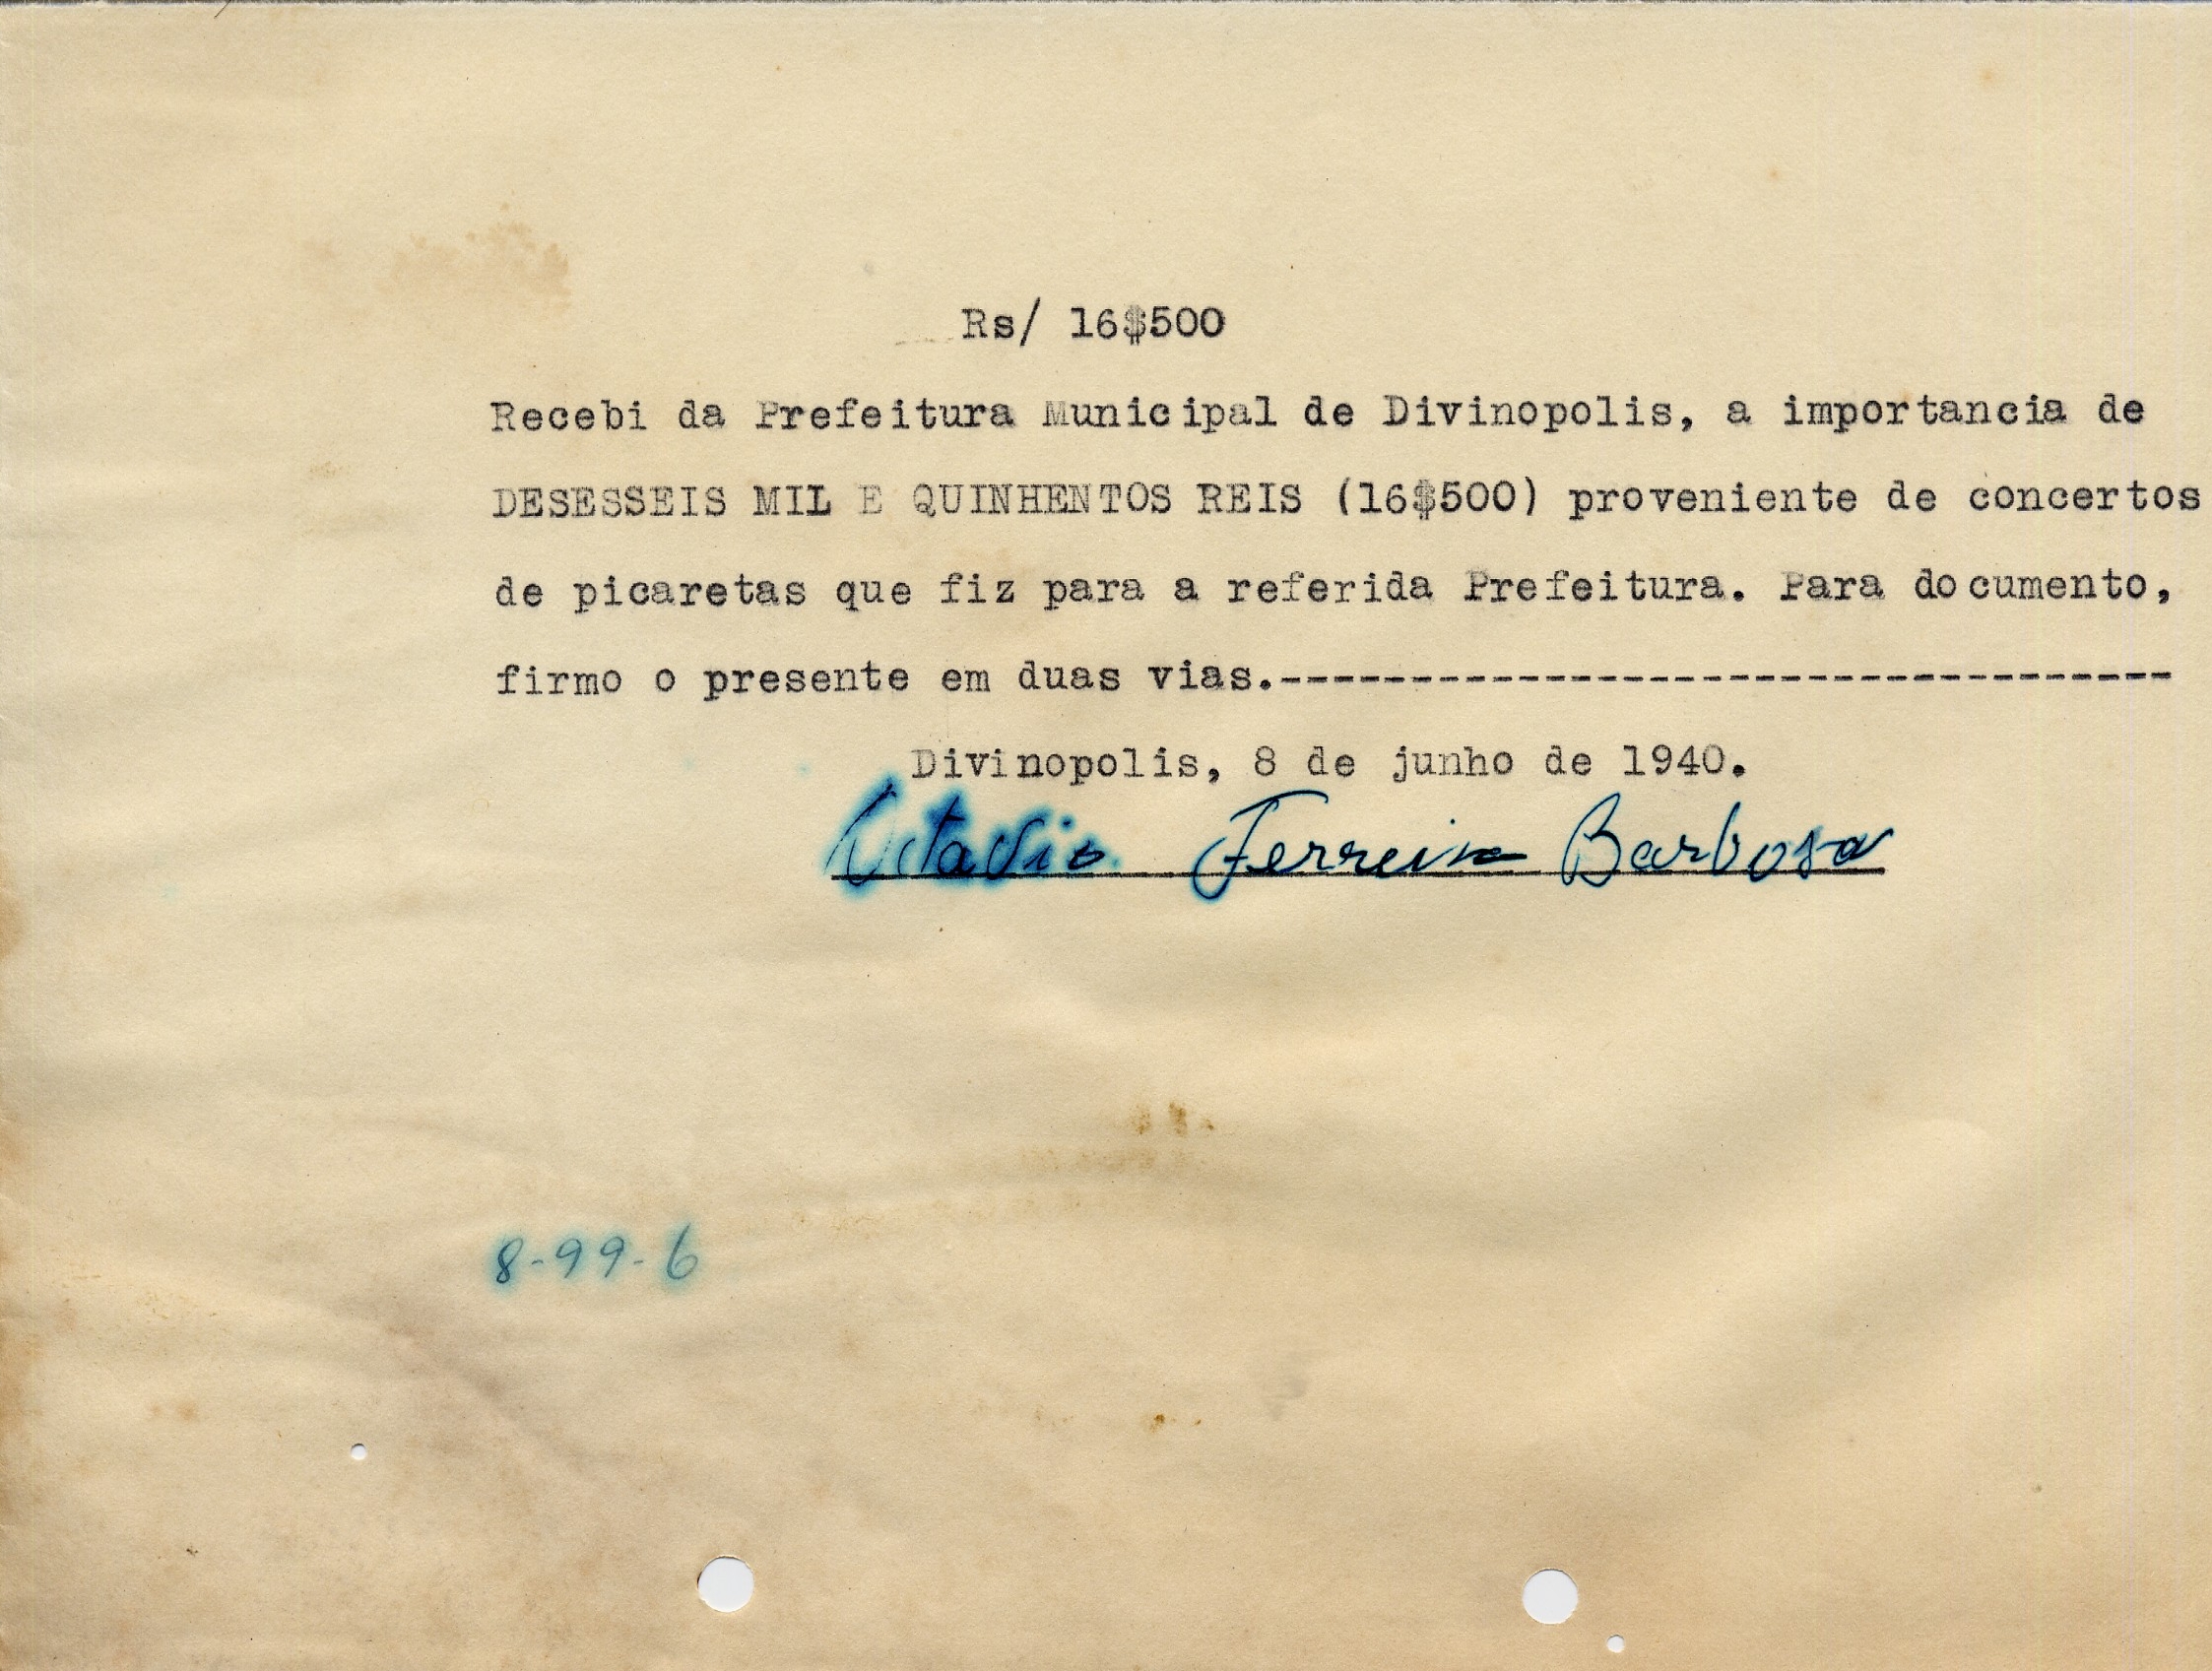 Rs/ 16$500
Recebi da Prefeitura Municipal de Divinopolis, a importancia de
DESESSEIS MIL E QUINHENTOS REIS (16$500) proveniente de concertos
de picaretas que fiz para a referida Prefeitura. Para documento,
firmo o presente em duas vias.-----------------------------------
Divinopolis, 8 de junho de 1940.
Octavio Ferreira Barbosa
8-99-6